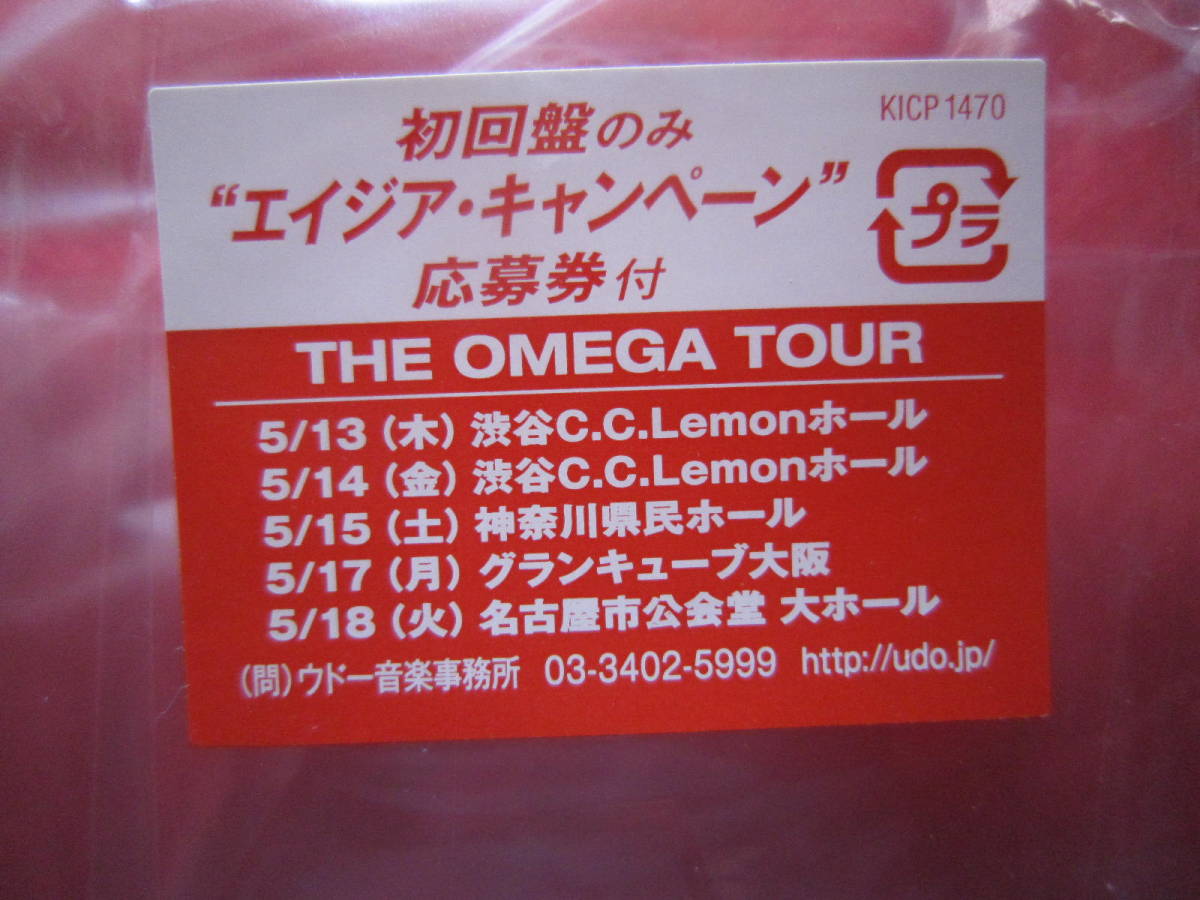 初回盤のみ
KICP 1470
“エイジア・キャンペーン”
プラ
応募券付
THE OMEGA TOUR
5/13（木）渋谷C.C.Lemonホール
5/14（金）渋谷C.C.Lemonホール
5/15（土）神奈川県民ホール
5/17（月）グランキューブ大阪
5/18（火）名古屋市公会堂 大ホール
（問）ウドー音楽事務所 03-3402-5999 http://udo.jp/